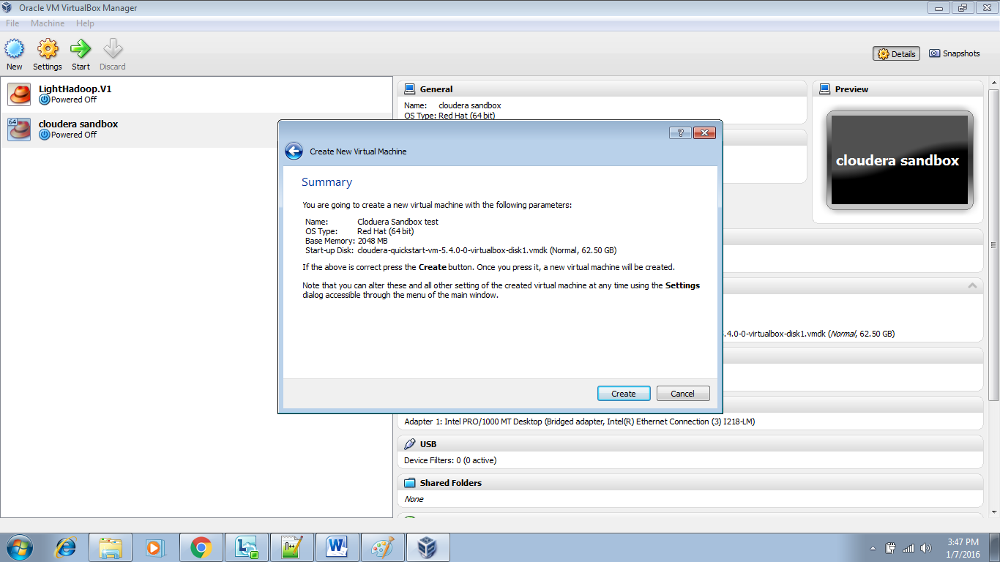 Oracle VM VirtualBox Manager
File Machine Help
New Settings Start Discard
Details Snapshots
LightHadoop.V1
Powered Off
64
cloudera sandbox
Powered Off
General
Name: cloudera sandbox
OS Type: Red Hat (64 bit)
Preview
cloudera sandbox
?
Create New Virtual Machine
Summary
You are going to create a new virtual machine with the following parameters:
Name: Cloduera Sandbox test
OS Type: Red Hat (64 bit)
Base Memory: 2048 MB
Start-up Disk: cloudera-quickstart-vm-5.4.0-0-virtualbox-disk1.vmdk (Normal, 62.50 GB)
If the above is correct press the Create button. Once you press it, a new virtual machine will be created.
Note that you can alter these and all other setting of the created virtual machine at any time using the Settings
dialog accessible through the menu of the main window.
Create Cancel
.4.0-0-virtualbox-disk1.vmdk (Normal, 62.50 GB)
Adapter 1: Intel PRO/1000 MT Desktop (Bridged adapter, Intel(R) Ethernet Connection (3) I218-LM)
USB
Device Filters: 0 (0 active)
Shared Folders
None
3:47 PM
1/7/2016